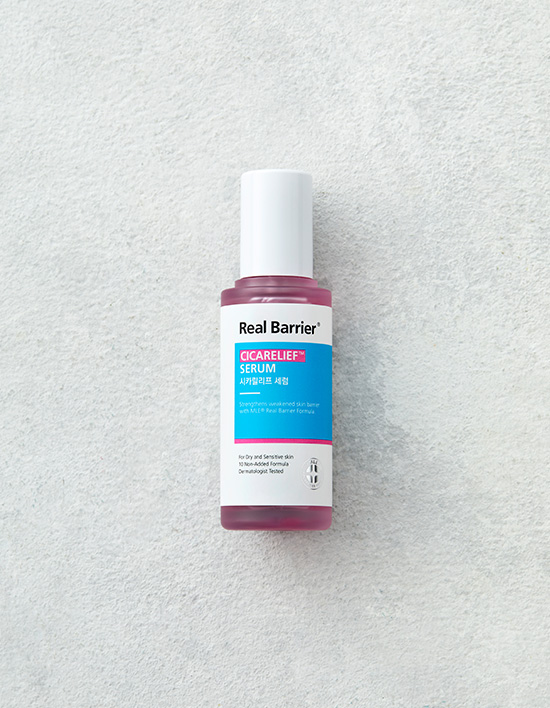 Real Barrier®
CICARELIEF™
SERUM
시카릴리프 세럼
Strengthens weakened skin barrier
with MLE® Real Barrier Formula
For Dry and Sensitive skin
10 Non-Added Formula
Dermatologist Tested